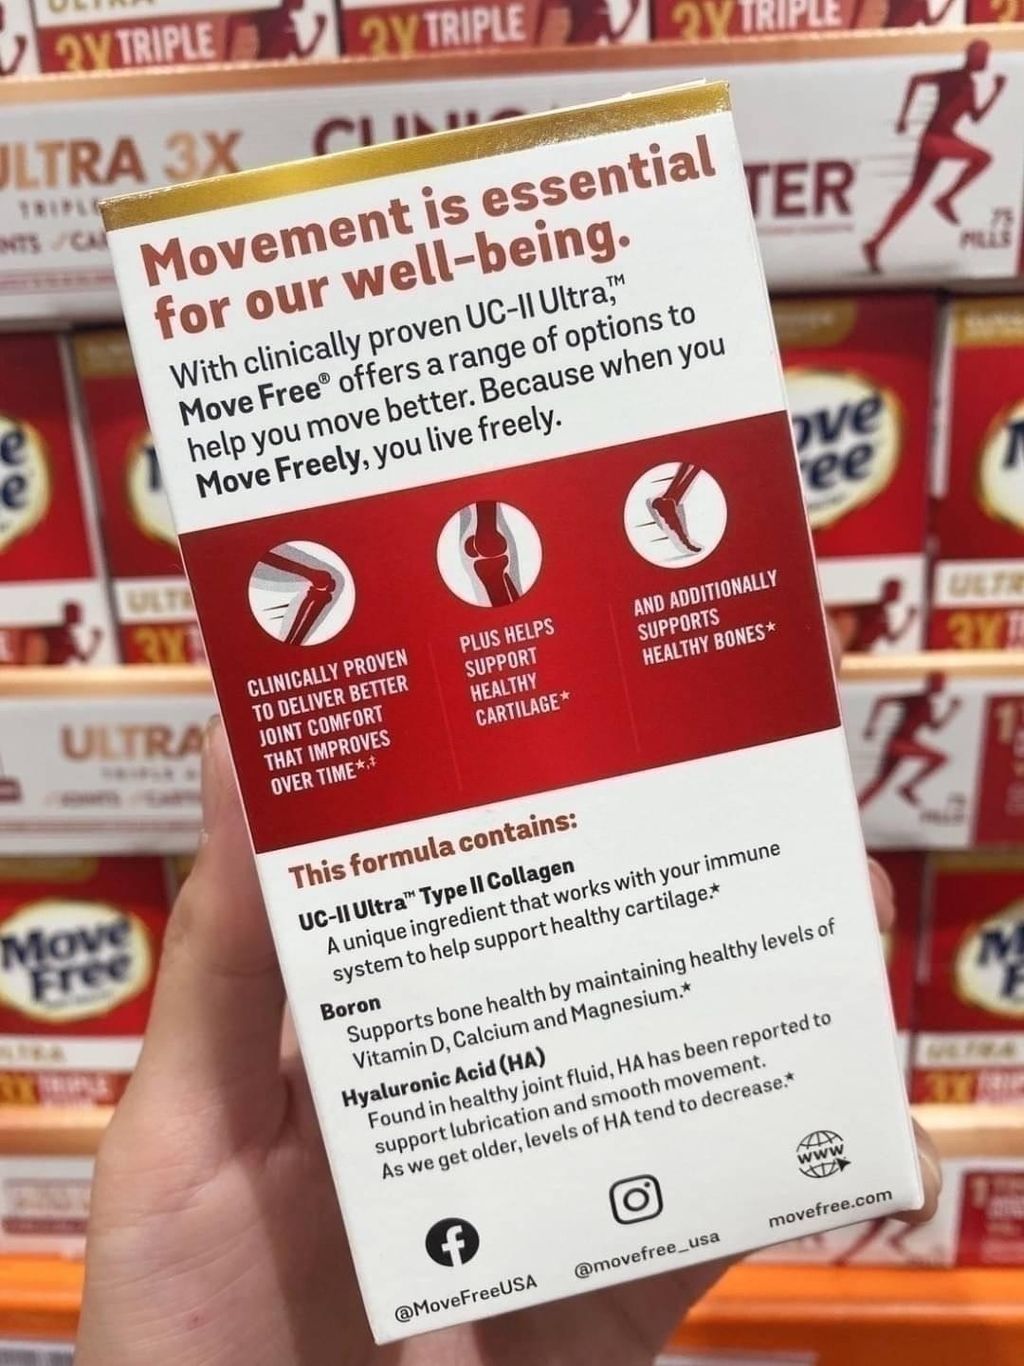 2X TRIPLE
2X TRIPLE
3X TRIPLE
ULTRA 3X
TER
75
PILLS
Movement is essential
for our well-being.
With clinically proven UC-II Ultra,™
Move Free® offers a range of options to
help you move better. Because when you
Move Freely, you live freely.
CLINICALLY PROVEN
TO DELIVER BETTER
JOINT COMFORT
THAT IMPROVES
OVER TIME*,‡
PLUS HELPS
SUPPORT
HEALTHY
CARTILAGE*
AND ADDITIONALLY
SUPPORTS
HEALTHY BONES*
This formula contains:
UC-II Ultra™ Type II Collagen
A unique ingredient that works with your immune
system to help support healthy cartilage.*
Boron
Supports bone health by maintaining healthy levels of
Vitamin D, Calcium and Magnesium.*
Hyaluronic Acid (HA)
Found in healthy joint fluid, HA has been reported to
support lubrication and smooth movement.
As we get older, levels of HA tend to decrease.*
www
@MoveFreeUSA
@movefree_usa
movefree.com
ULTRA
Move
Free